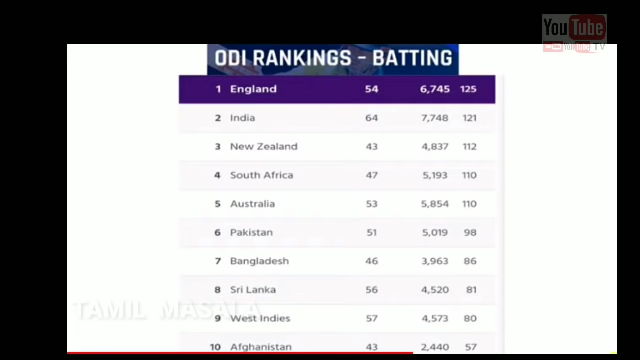 YouTube
YouTube TV
ODI RANKINGS - BATTING
1 England 54 6,745 125
2 India 64 7,748 121
3 New Zealand 43 4,837 112
4 South Africa 47 5,193 110
5 Australia 53 5,854 110
6 Pakistan 51 5,019 98
7 Bangladesh 46 3,963 86
8 Sri Lanka 56 4,520 81
TAMIL MASALA
9 West Indies 57 4,573 80
10 Afghanistan 43 2,440 57